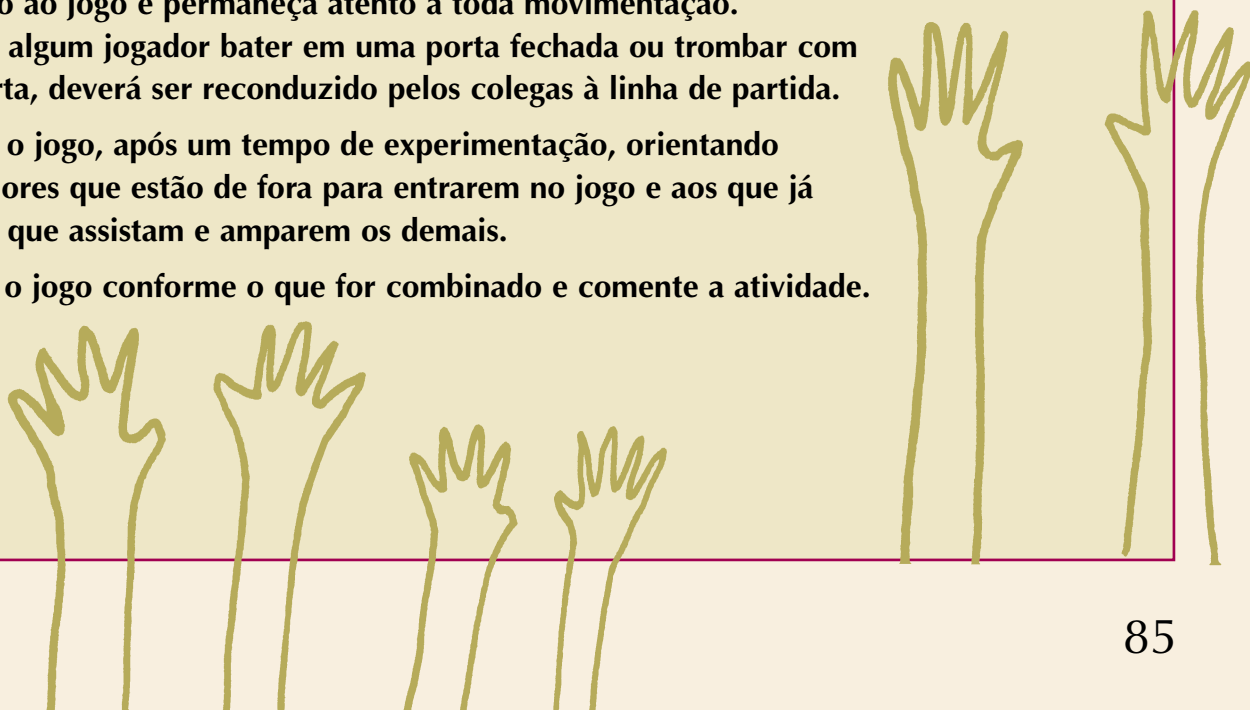 o ao jogo e permaneça atento a toda movimentação.
algum jogador bater em uma porta fechada ou trombar com
rta, deverá ser reconduzido pelos colegas à linha de partida.
o jogo, após um tempo de experimentação, orientando
ores que estão de fora para entrarem no jogo e aos que já
que assistam e amparem os demais.
o jogo conforme o que for combinado e comente a atividade.
85